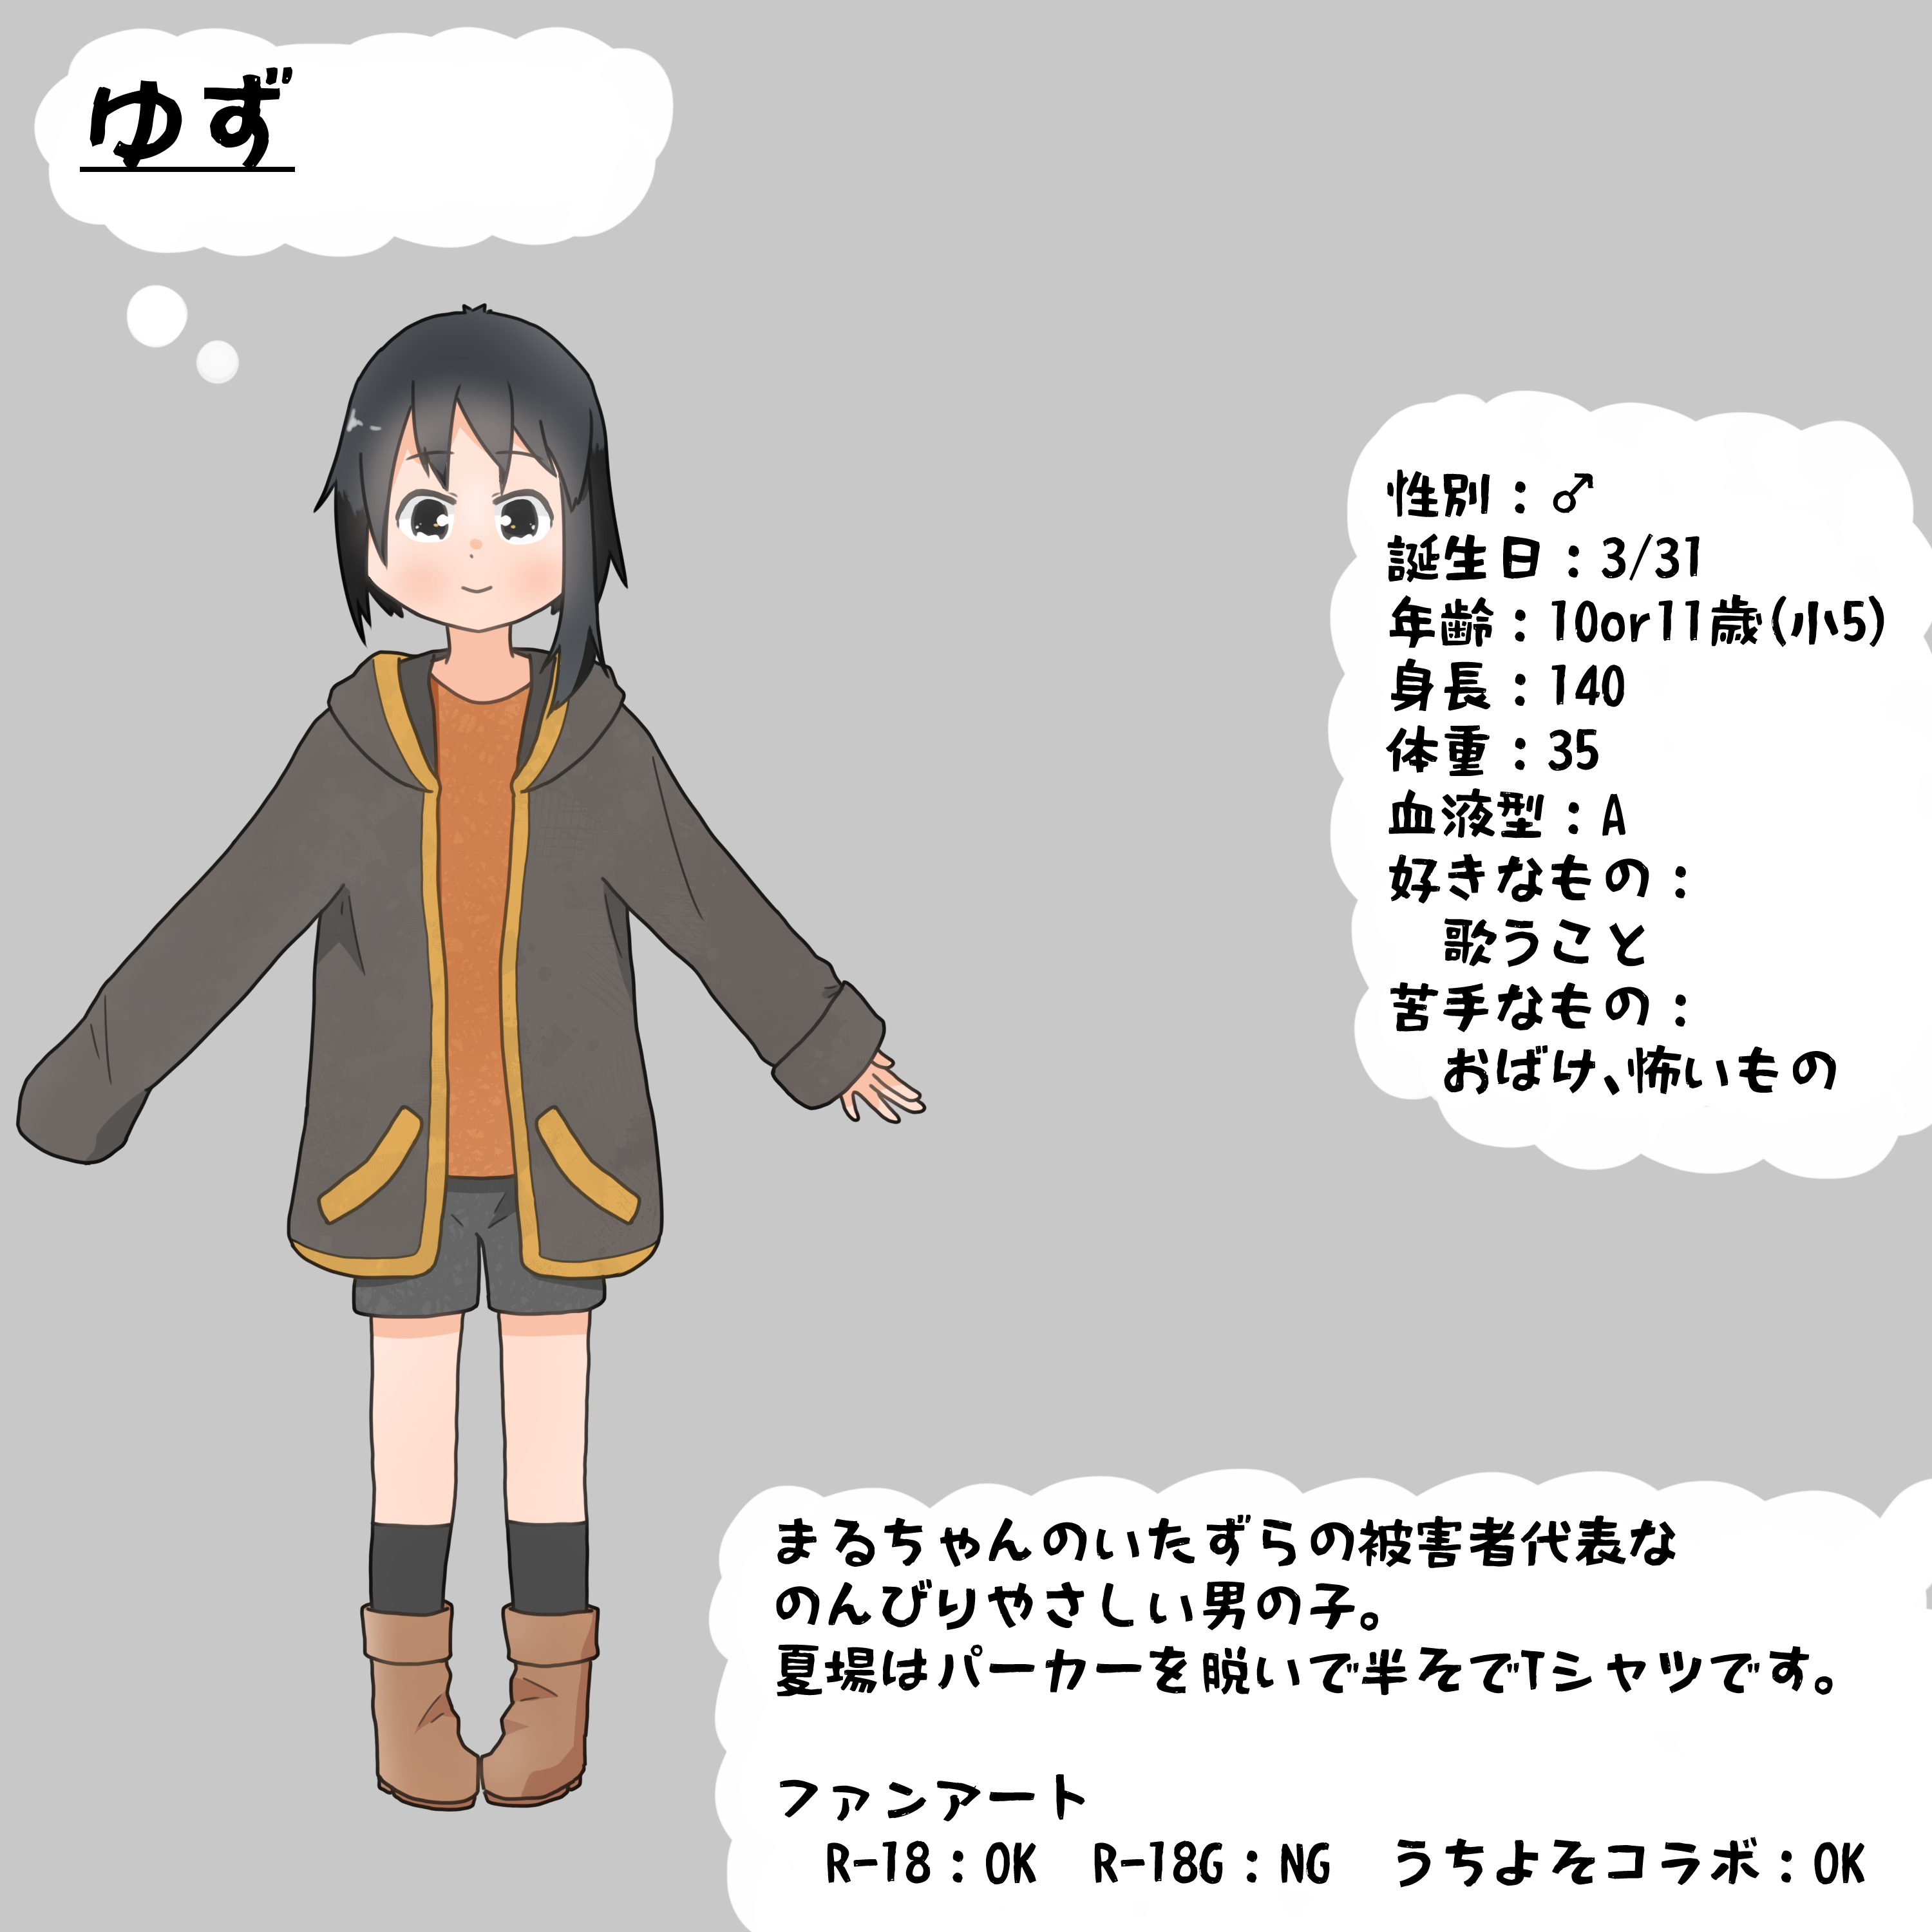 ゆず
性別：♂
誕生日：3/31
年齢：10or11歳(小5)
身長：140
体重：35
血液型：A
好きなもの：
歌うこと
苦手なもの：
おばけ、怖いもの
まるちゃんのいたずらの被害者代表な
のんびりやさしい男の子。
夏場はパーカーを脱いで半そでTシャツです。
ファンアート
R-18：OK　R-18G：NG　うちよそコラボ：OK